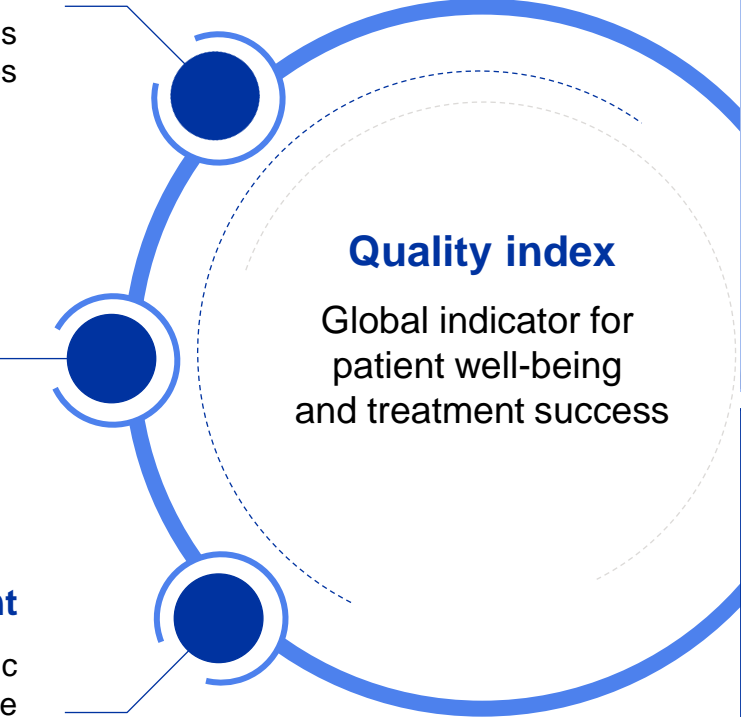 Quality index
Global indicator for
patient well-being
and treatment success